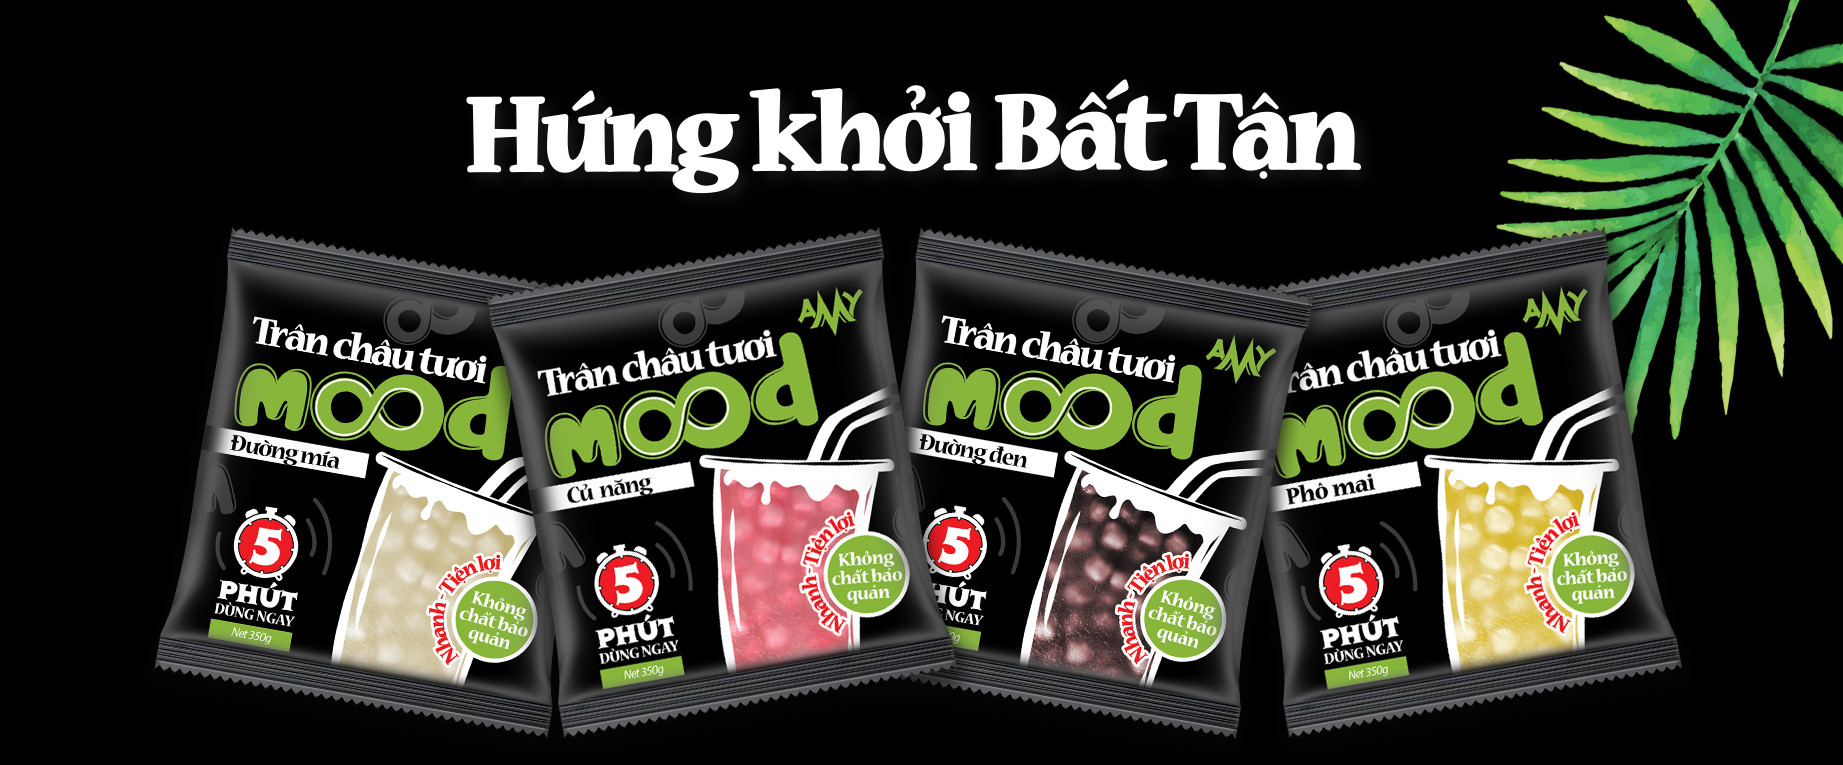 Hứng khởi Bất Tận
Trân châu tươi
mood
Đường mía
5
PHÚT
DÙNG NGAY
Net 350g
Nhanh - Tiện lợi
Không
chất bảo
quản
AMY
Trân châu tươi
mood
Củ năng
5
PHÚT
DÙNG NGAY
Net 350g
Nhanh - Tiện lợi
Không
chất bảo
quản
AMY
Trân châu tươi
mood
Đường đen
5
PHÚT
DÙNG NGAY
Nhanh - Tiện lợi
Không
chất bảo
quản
AMY
rân châu tươi
mood
Phô mai
5
PHÚT
DÙNG NGAY
Net 350g
Nhanh - Tiện lợi
Không
chất bảo
quản